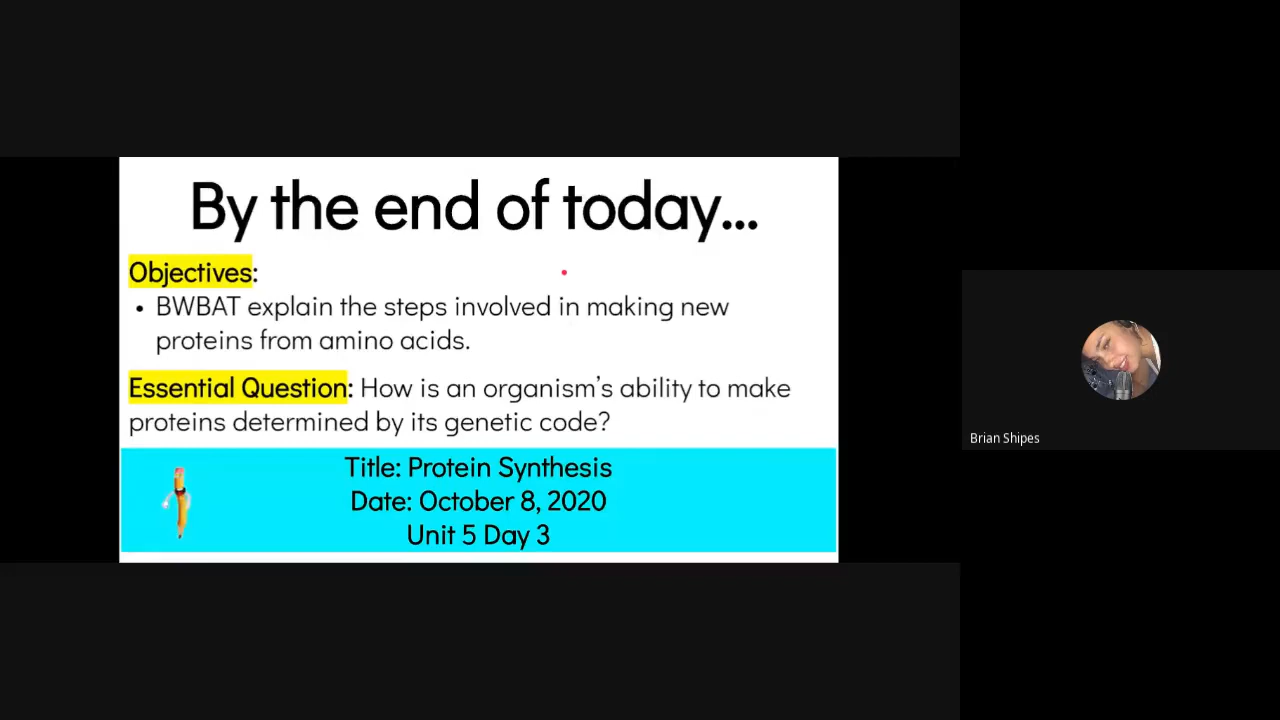 By the end of today...
Objectives:
• BWBAT explain the steps involved in making new
proteins from amino acids.
Essential Question: How is an organism's ability to make
proteins determined by its genetic code?
Title: Protein Synthesis
Date: October 8, 2020
Unit 5 Day 3
Brian Shipes